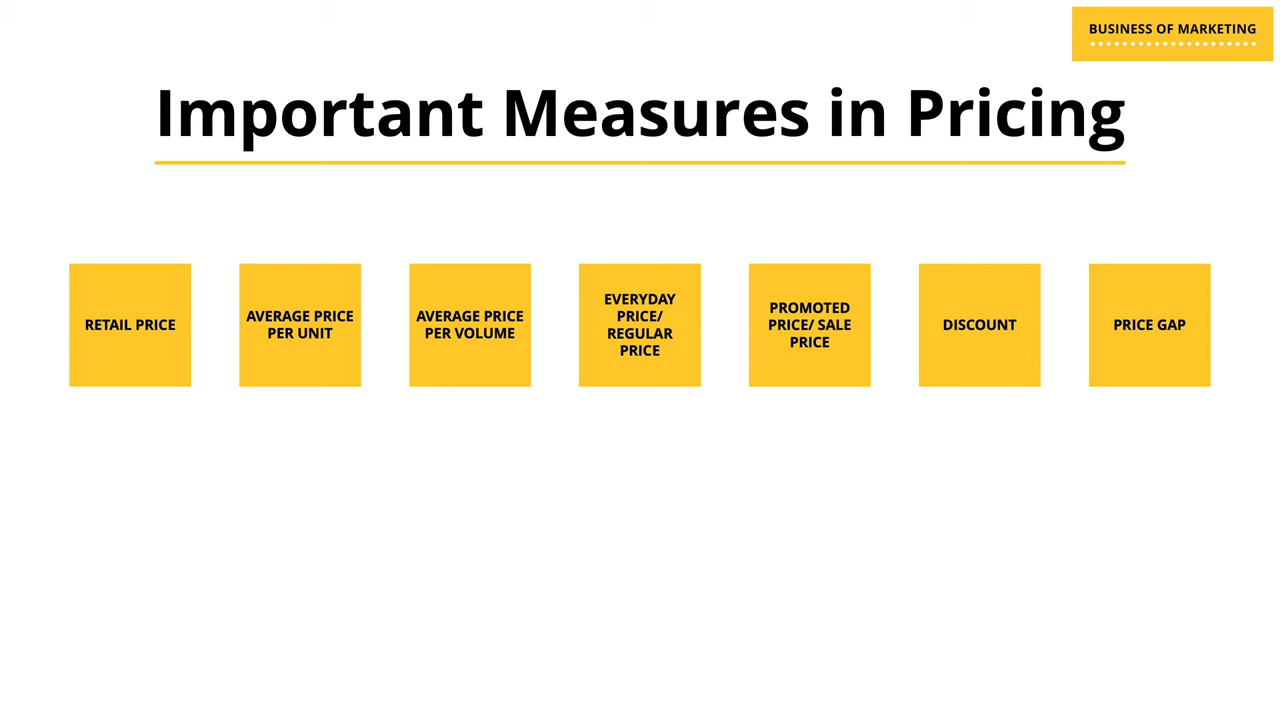 BUSINESS OF MARKETING
Important Measures in Pricing
RETAIL PRICE
AVERAGE PRICE
PER UNIT
AVERAGE PRICE
PER VOLUME
EVERYDAY
PRICE/
REGULAR
PRICE
PROMOTED
PRICE/ SALE
PRICE
DISCOUNT
PRICE GAP